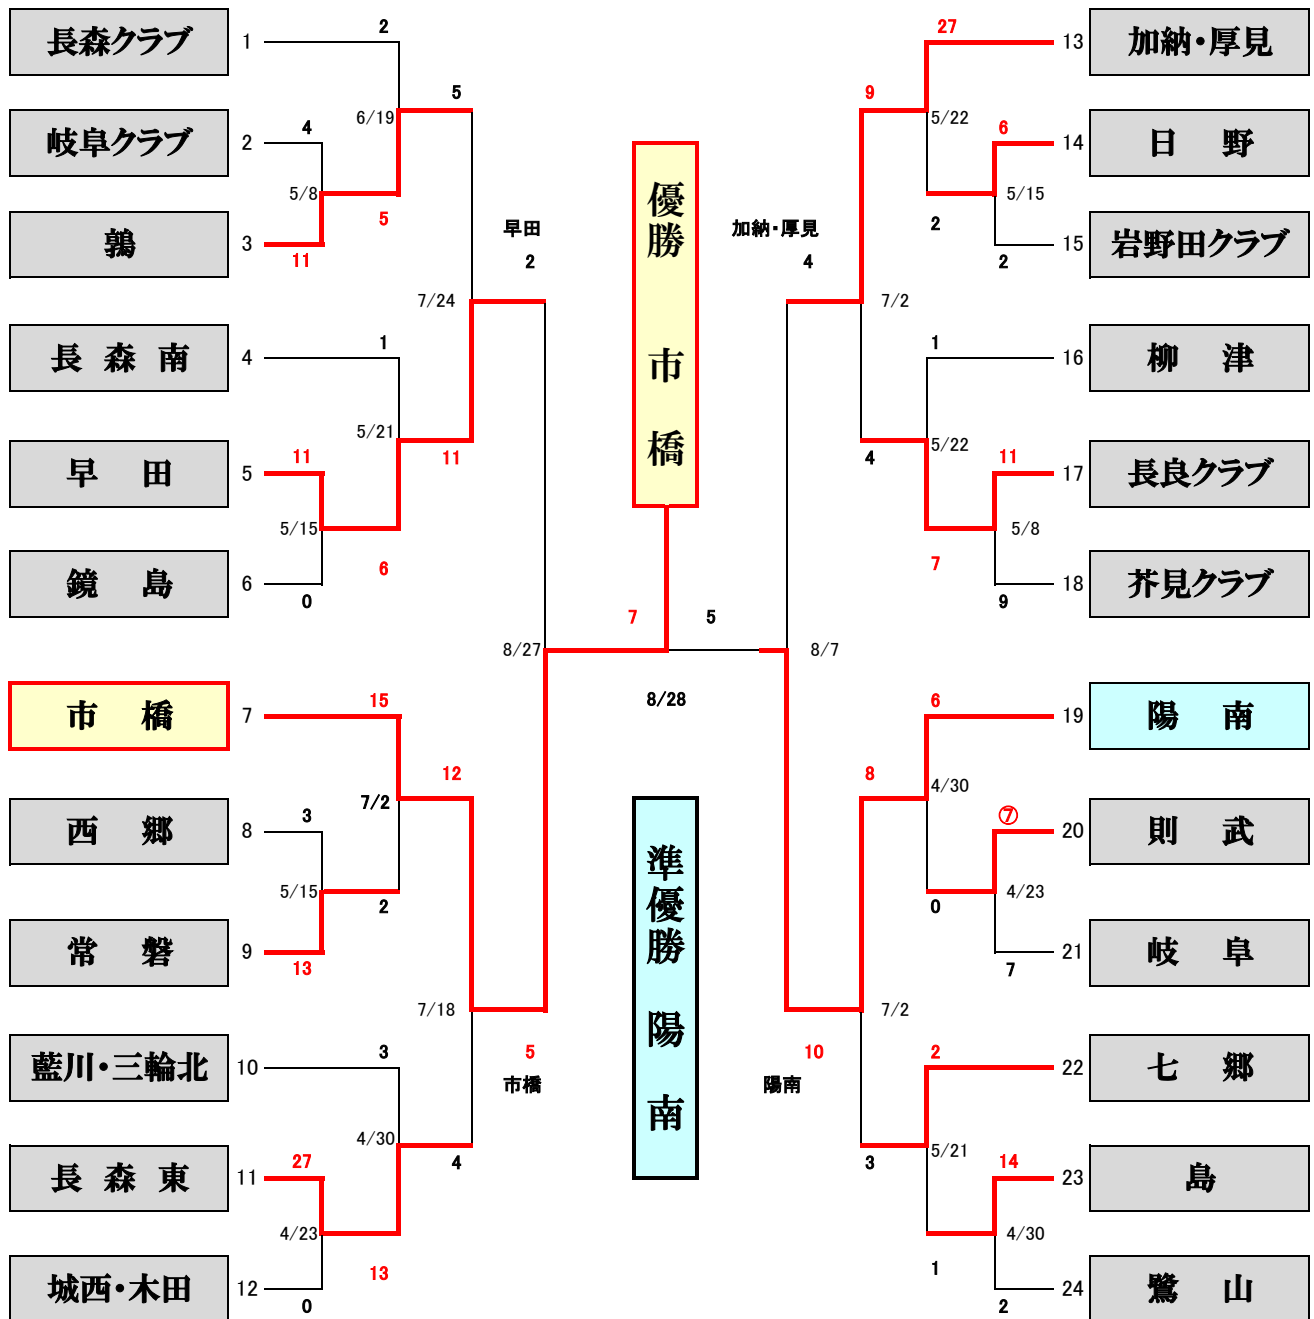 長森クラブ 1 2 27 13 加納・厚見
5 9
6/19 5/22
岐阜クラブ 2 4 6 14 日 野
5/8 5/15
5 2
鶉 3 11 2 15 岩野田クラブ
早田 加納・厚見
2 4
7/24 7/2
長 森 南 4 1 1 16 柳 津
5/21 5/22
早 田 5 11 11 4 11 17 長良クラブ
5/15 5/8
鏡 島 6 0 6 7 9 18 芥見クラブ
優勝 市橋
7 5
8/27 8/7
8/28
市 橋 7 15 6 19 陽 南
12 8
7/2 4/30
西 郷 8 3 ⑦ 20 則 武
5/15 4/23
2 0
常 磐 9 13 7 21 岐 阜
準優勝 陽南
7/18 7/2
5 10
市橋 陽南
藍川・三輪北 10 3 2 22 七 郷
4/30 5/21
4 3
長 森 東 11 27 14 23 島
4/23 4/30
13 1
城西・木田 12 0 2 24 鷺 山